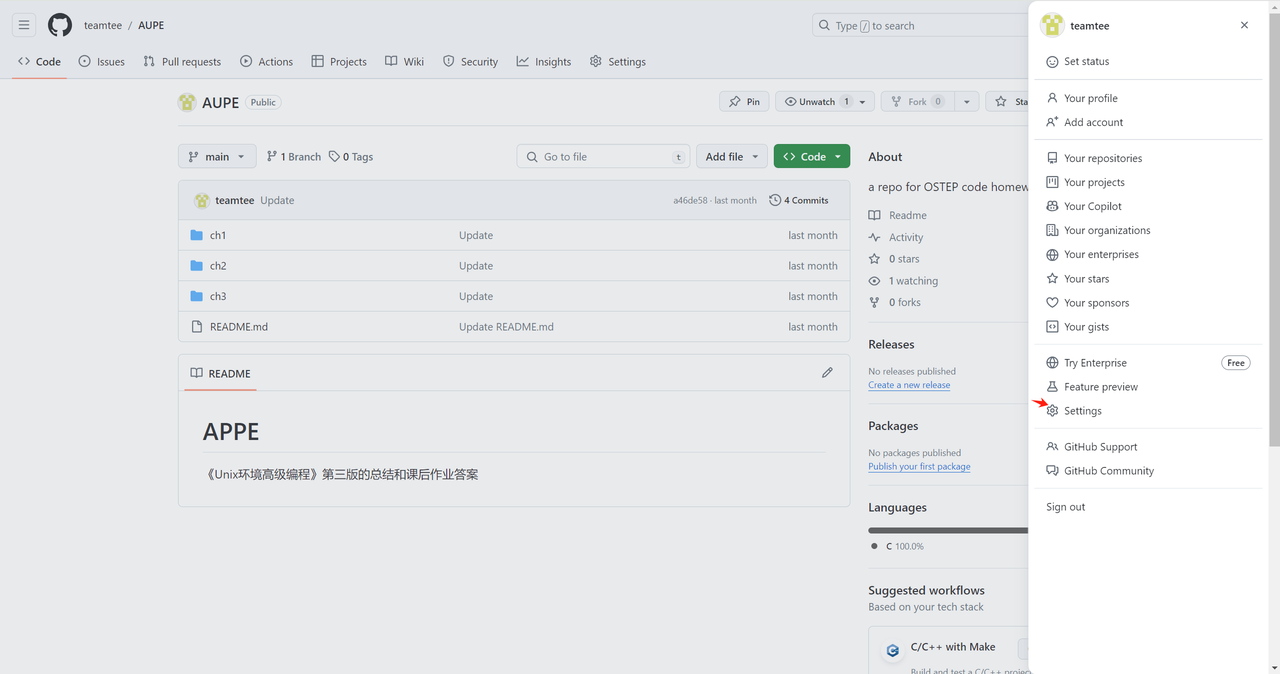 teamtee / AUPE
Type / to search
Code
Issues
Pull requests
Actions
Projects
Wiki
Security
Insights
Settings
AUPE Public
Pin
Unwatch 1
Fork 0
Sta
main
1 Branch
0 Tags
Go to file t
Add file
Code
teamtee Update
a46de58 · last month
4 Commits
ch1 Update last month
ch2 Update last month
ch3 Update last month
README.md Update README.md last month
README
APPE
《Unix环境高级编程》第三版的总结和课后作业答案
About
a repo for OSTEP code homew
Readme
Activity
0 stars
1 watching
0 forks
Releases
No releases published
Create a new release
Packages
No packages published
Publish your first package
Languages
C 100.0%
Suggested workflows
Based on your tech stack
C/C++ with Make
Build and test a C/C++ project
teamtee
Set status
Your profile
Add account
Your repositories
Your projects
Your Copilot
Your organizations
Your enterprises
Your stars
Your sponsors
Your gists
Try Enterprise Free
Feature preview
Settings
GitHub Support
GitHub Community
Sign out